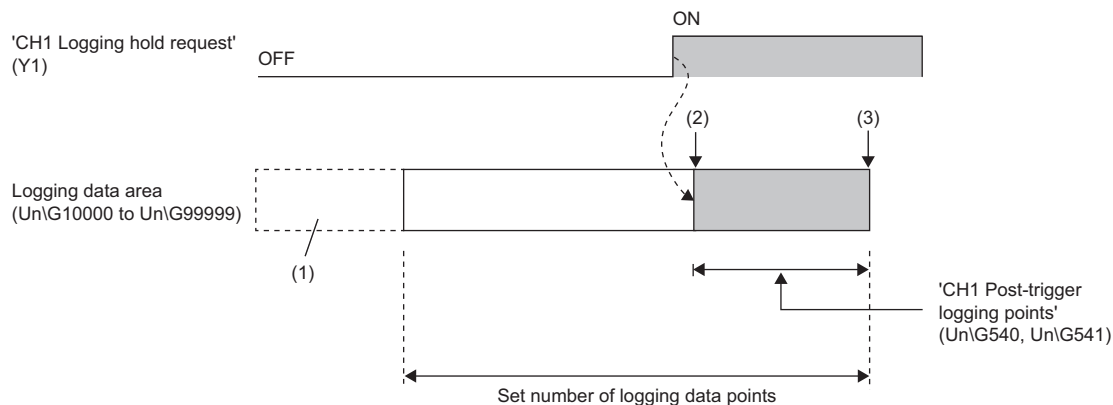 ON
'CH1 Logging hold request'
(Y1)
OFF
(2)
(3)
Logging data area
(Un\G10000 to Un\G99999)
(1)
'CH1 Post-trigger
logging points'
(Un\G540, Un\G541)
Set number of logging data points